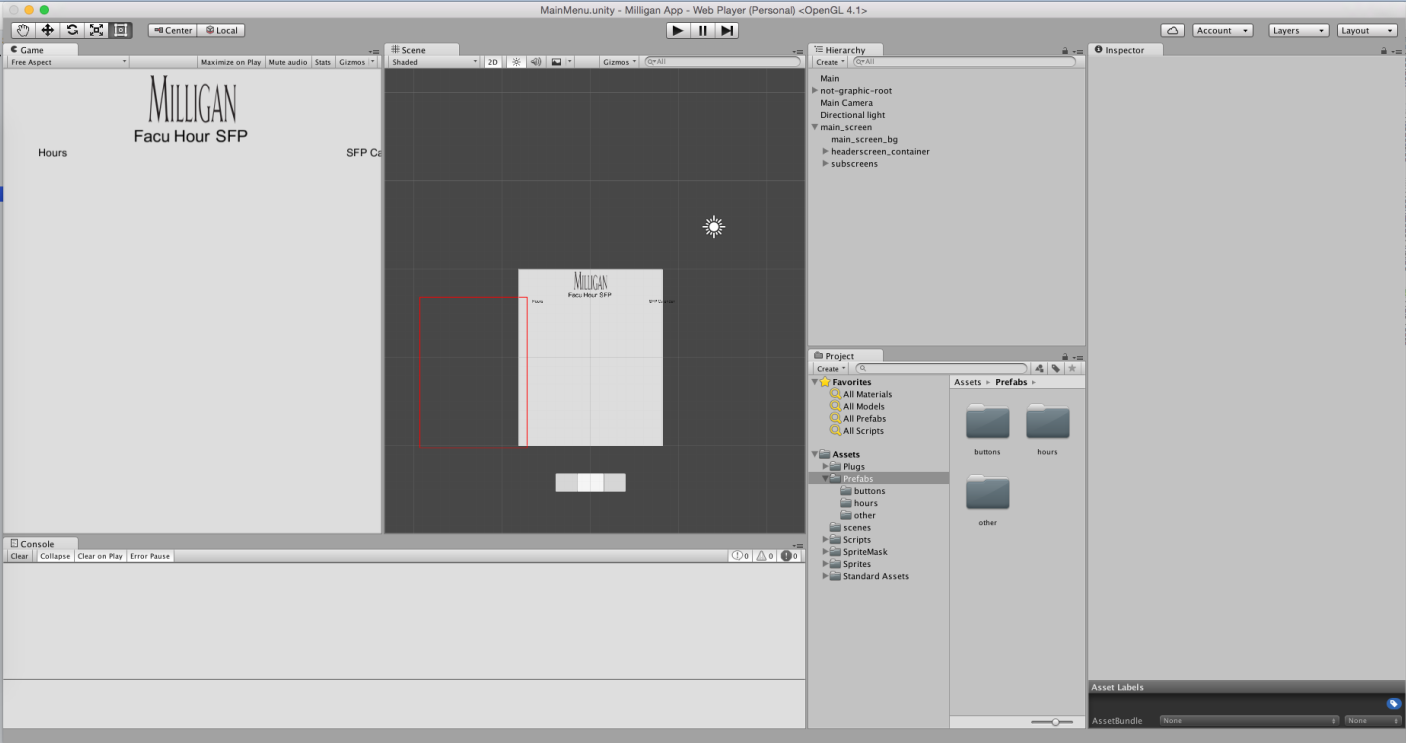 MainMenu.unity - Milligan App - Web Player (Personal) <OpenGL 4.1>
Center Local Account Layers Layout
Game
Free Aspect Maximize on Play Mute audio Stats Gizmos
MILLIGAN
Facu Hour SFP
Hours SFP Ca
Scene
Shaded 2D Gizmos All
MILLIGAN
Facu Hour SFP
Hours
Hierarchy
Create All
Main
not-graphic-root
Main Camera
Directional light
main_screen
main_screen_bg
headerscreen_container
subscreens
Inspector
Project
Create
Favorites
All Materials
All Models
All Prefabs
All Scripts
Assets
Plugs
Prefabs
buttons
hours
other
scenes
Scripts
SpriteMask
Sprites
Standard Assets
Assets Prefabs
buttons hours
other
Console
Clear Collapse Clear on Play Error Pause 0 0 0
Asset Labels
AssetBundle None None